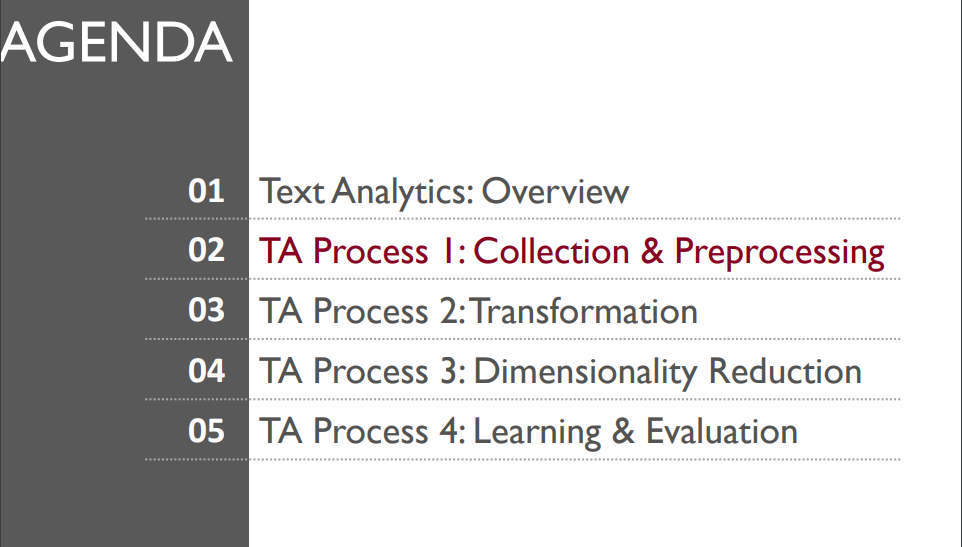 AGENDA
01 Text Analytics: Overview
02 TA Process 1: Collection & Preprocessing
03 TA Process 2: Transformation
04 TA Process 3: Dimensionality Reduction
05 TA Process 4: Learning & Evaluation